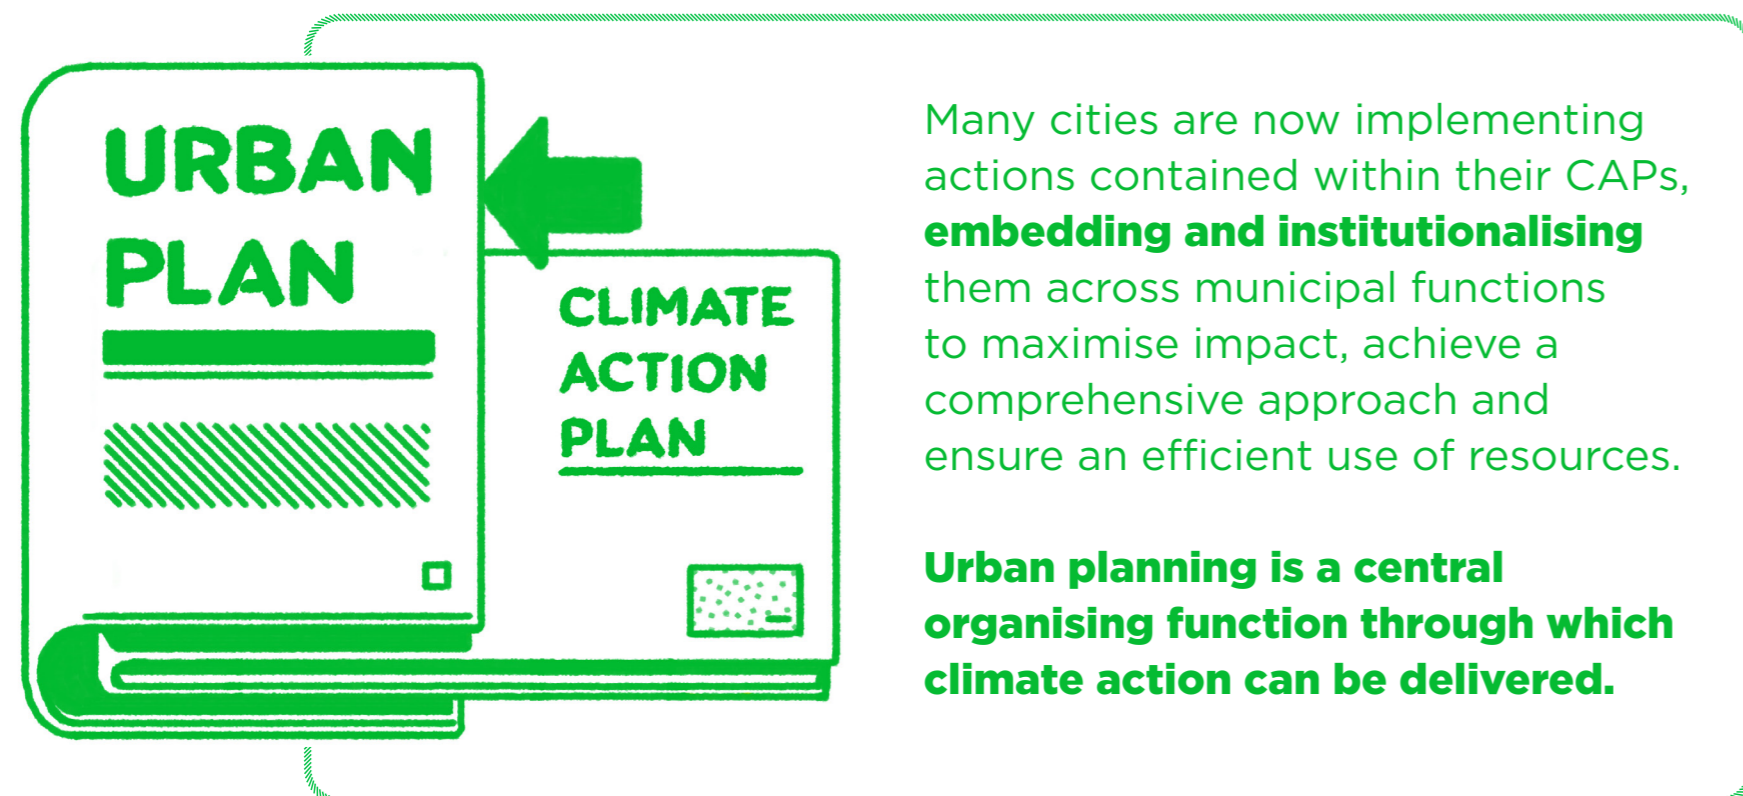 URBAN
PLAN
CLIMATE
ACTION
PLAN
Many cities are now implementing
actions contained within their CAPs,
embedding and institutionalising
them across municipal functions
to maximise impact, achieve a
comprehensive approach and
ensure an efficient use of resources.
Urban planning is a central
organising function through which
climate action can be delivered.